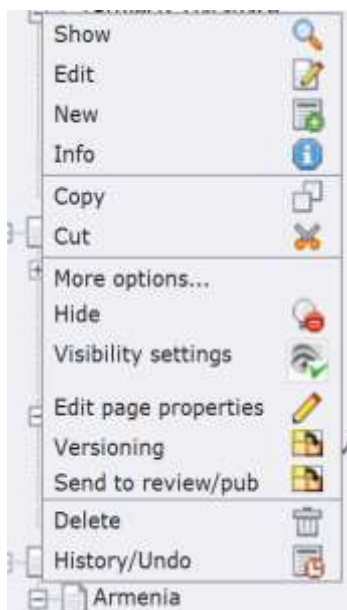 Show
Edit
New
Info
Copy
Cut
More options...
Hide
Visibility settings
Edit page properties
Versioning
Send to review/pub
Delete
History/Undo
Armenia